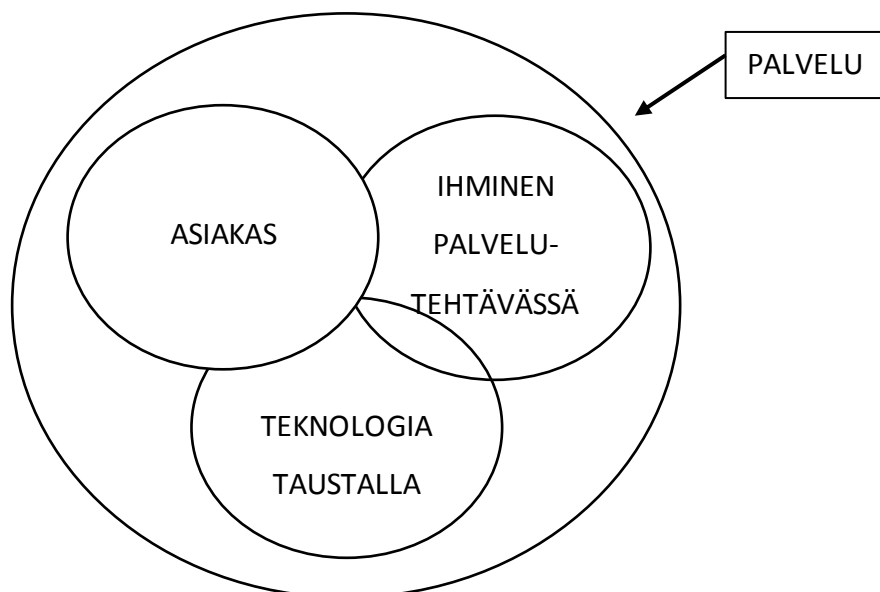 PALVELU
ASIAKAS
IHMINEN
PALVELU-
TEHTÄVÄSSÄ
TEKNOLOGIA
TAUSTALLA